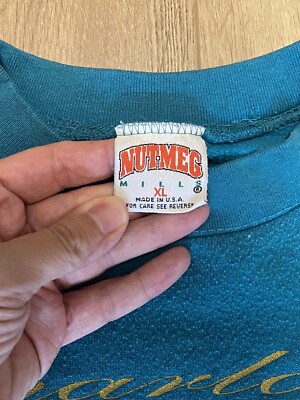 NUTMEG
MILLS ®
XL
MADE IN U.S.A.
FOR CARE SEE REVERSE